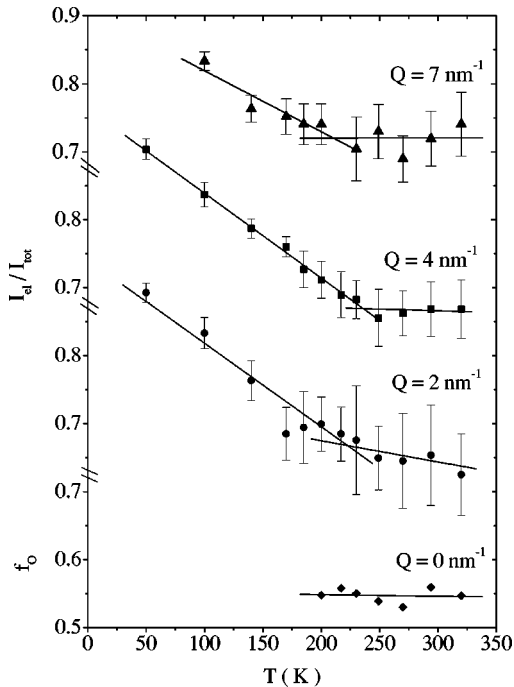 0.9
0.8
0.7
0.8
0.7
0.8
0.7
0.7
0.6
0.5
I_el / I_tot
f_o
Q = 7 nm⁻¹
Q = 4 nm⁻¹
Q = 2 nm⁻¹
Q = 0 nm⁻¹
0 50 100 150 200 250 300 350
T ( K )